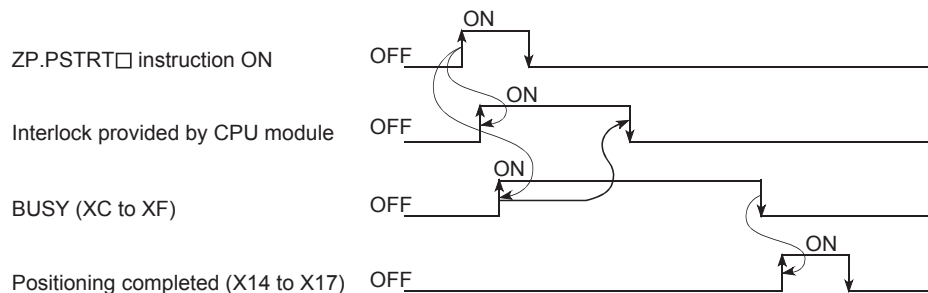 ON
ZP.PSTRT□ instruction ON OFF
ON
Interlock provided by CPU module OFF
ON
BUSY (XC to XF) OFF
ON
Positioning completed (X14 to X17) OFF